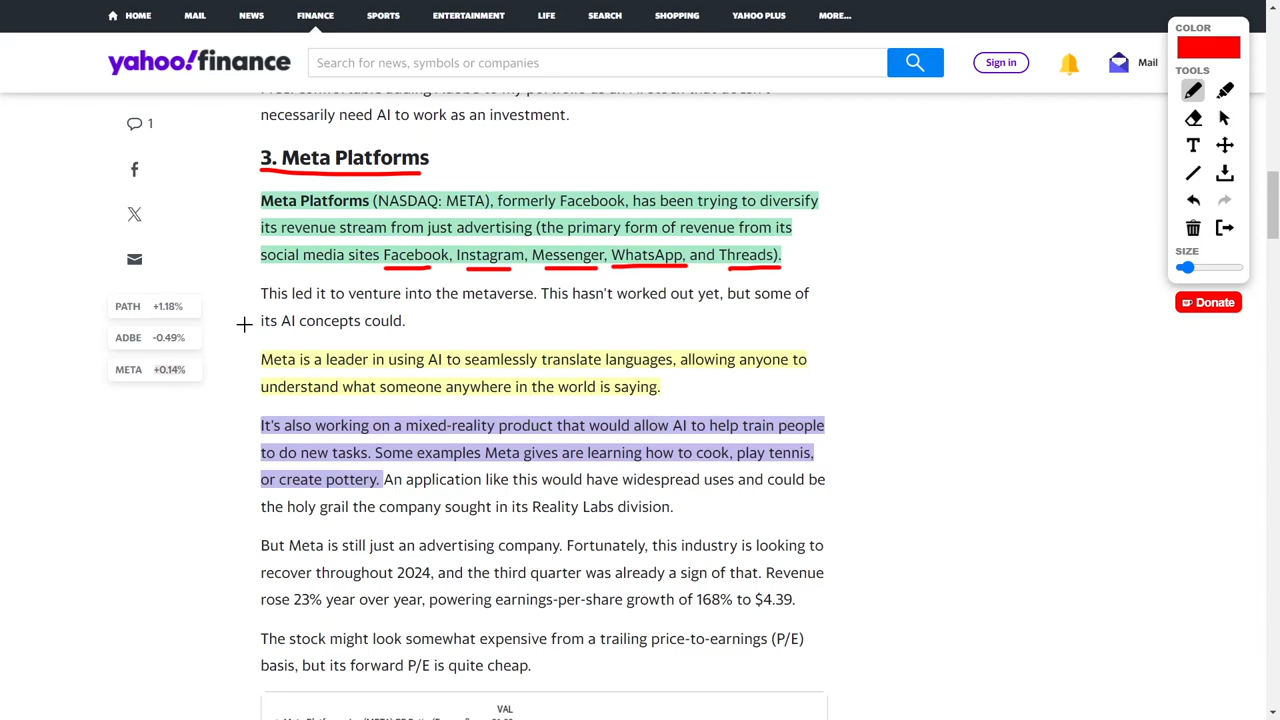 HOME MAIL NEWS FINANCE SPORTS ENTERTAINMENT LIFE SEARCH SHOPPING YAHOO PLUS MORE...
yahoo!finance
Search for news, symbols or companies
Sign in
Mail
COLOR
TOOLS
SIZE
Donate
1
PATH +1.18%
ADBE -0.49%
META +0.14%
necessarily need AI to work as an investment.
3. Meta Platforms
Meta Platforms (NASDAQ: META), formerly Facebook, has been trying to diversify
its revenue stream from just advertising (the primary form of revenue from its
social media sites Facebook, Instagram, Messenger, WhatsApp, and Threads).
This led it to venture into the metaverse. This hasn't worked out yet, but some of
its AI concepts could.
Meta is a leader in using AI to seamlessly translate languages, allowing anyone to
understand what someone anywhere in the world is saying.
It's also working on a mixed-reality product that would allow AI to help train people
to do new tasks. Some examples Meta gives are learning how to cook, play tennis,
or create pottery. An application like this would have widespread uses and could be
the holy grail the company sought in its Reality Labs division.
But Meta is still just an advertising company. Fortunately, this industry is looking to
recover throughout 2024, and the third quarter was already a sign of that. Revenue
rose 23% year over year, powering earnings-per-share growth of 168% to $4.39.
The stock might look somewhat expensive from a trailing price-to-earnings (P/E)
basis, but its forward P/E is quite cheap.
VAL